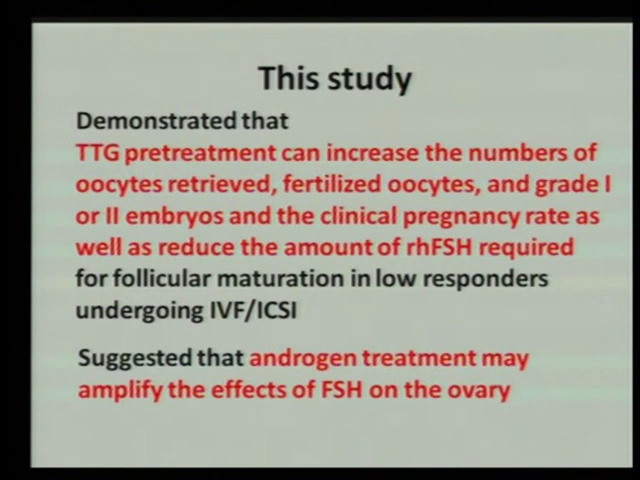 This study
Demonstrated that
TTG pretreatment can increase the numbers of
oocytes retrieved, fertilized oocytes, and grade I
or II embryos and the clinical pregnancy rate as
well as reduce the amount of rhFSH required
for follicular maturation in low responders
undergoing IVF/ICSI
Suggested that androgen treatment may
amplify the effects of FSH on the ovary